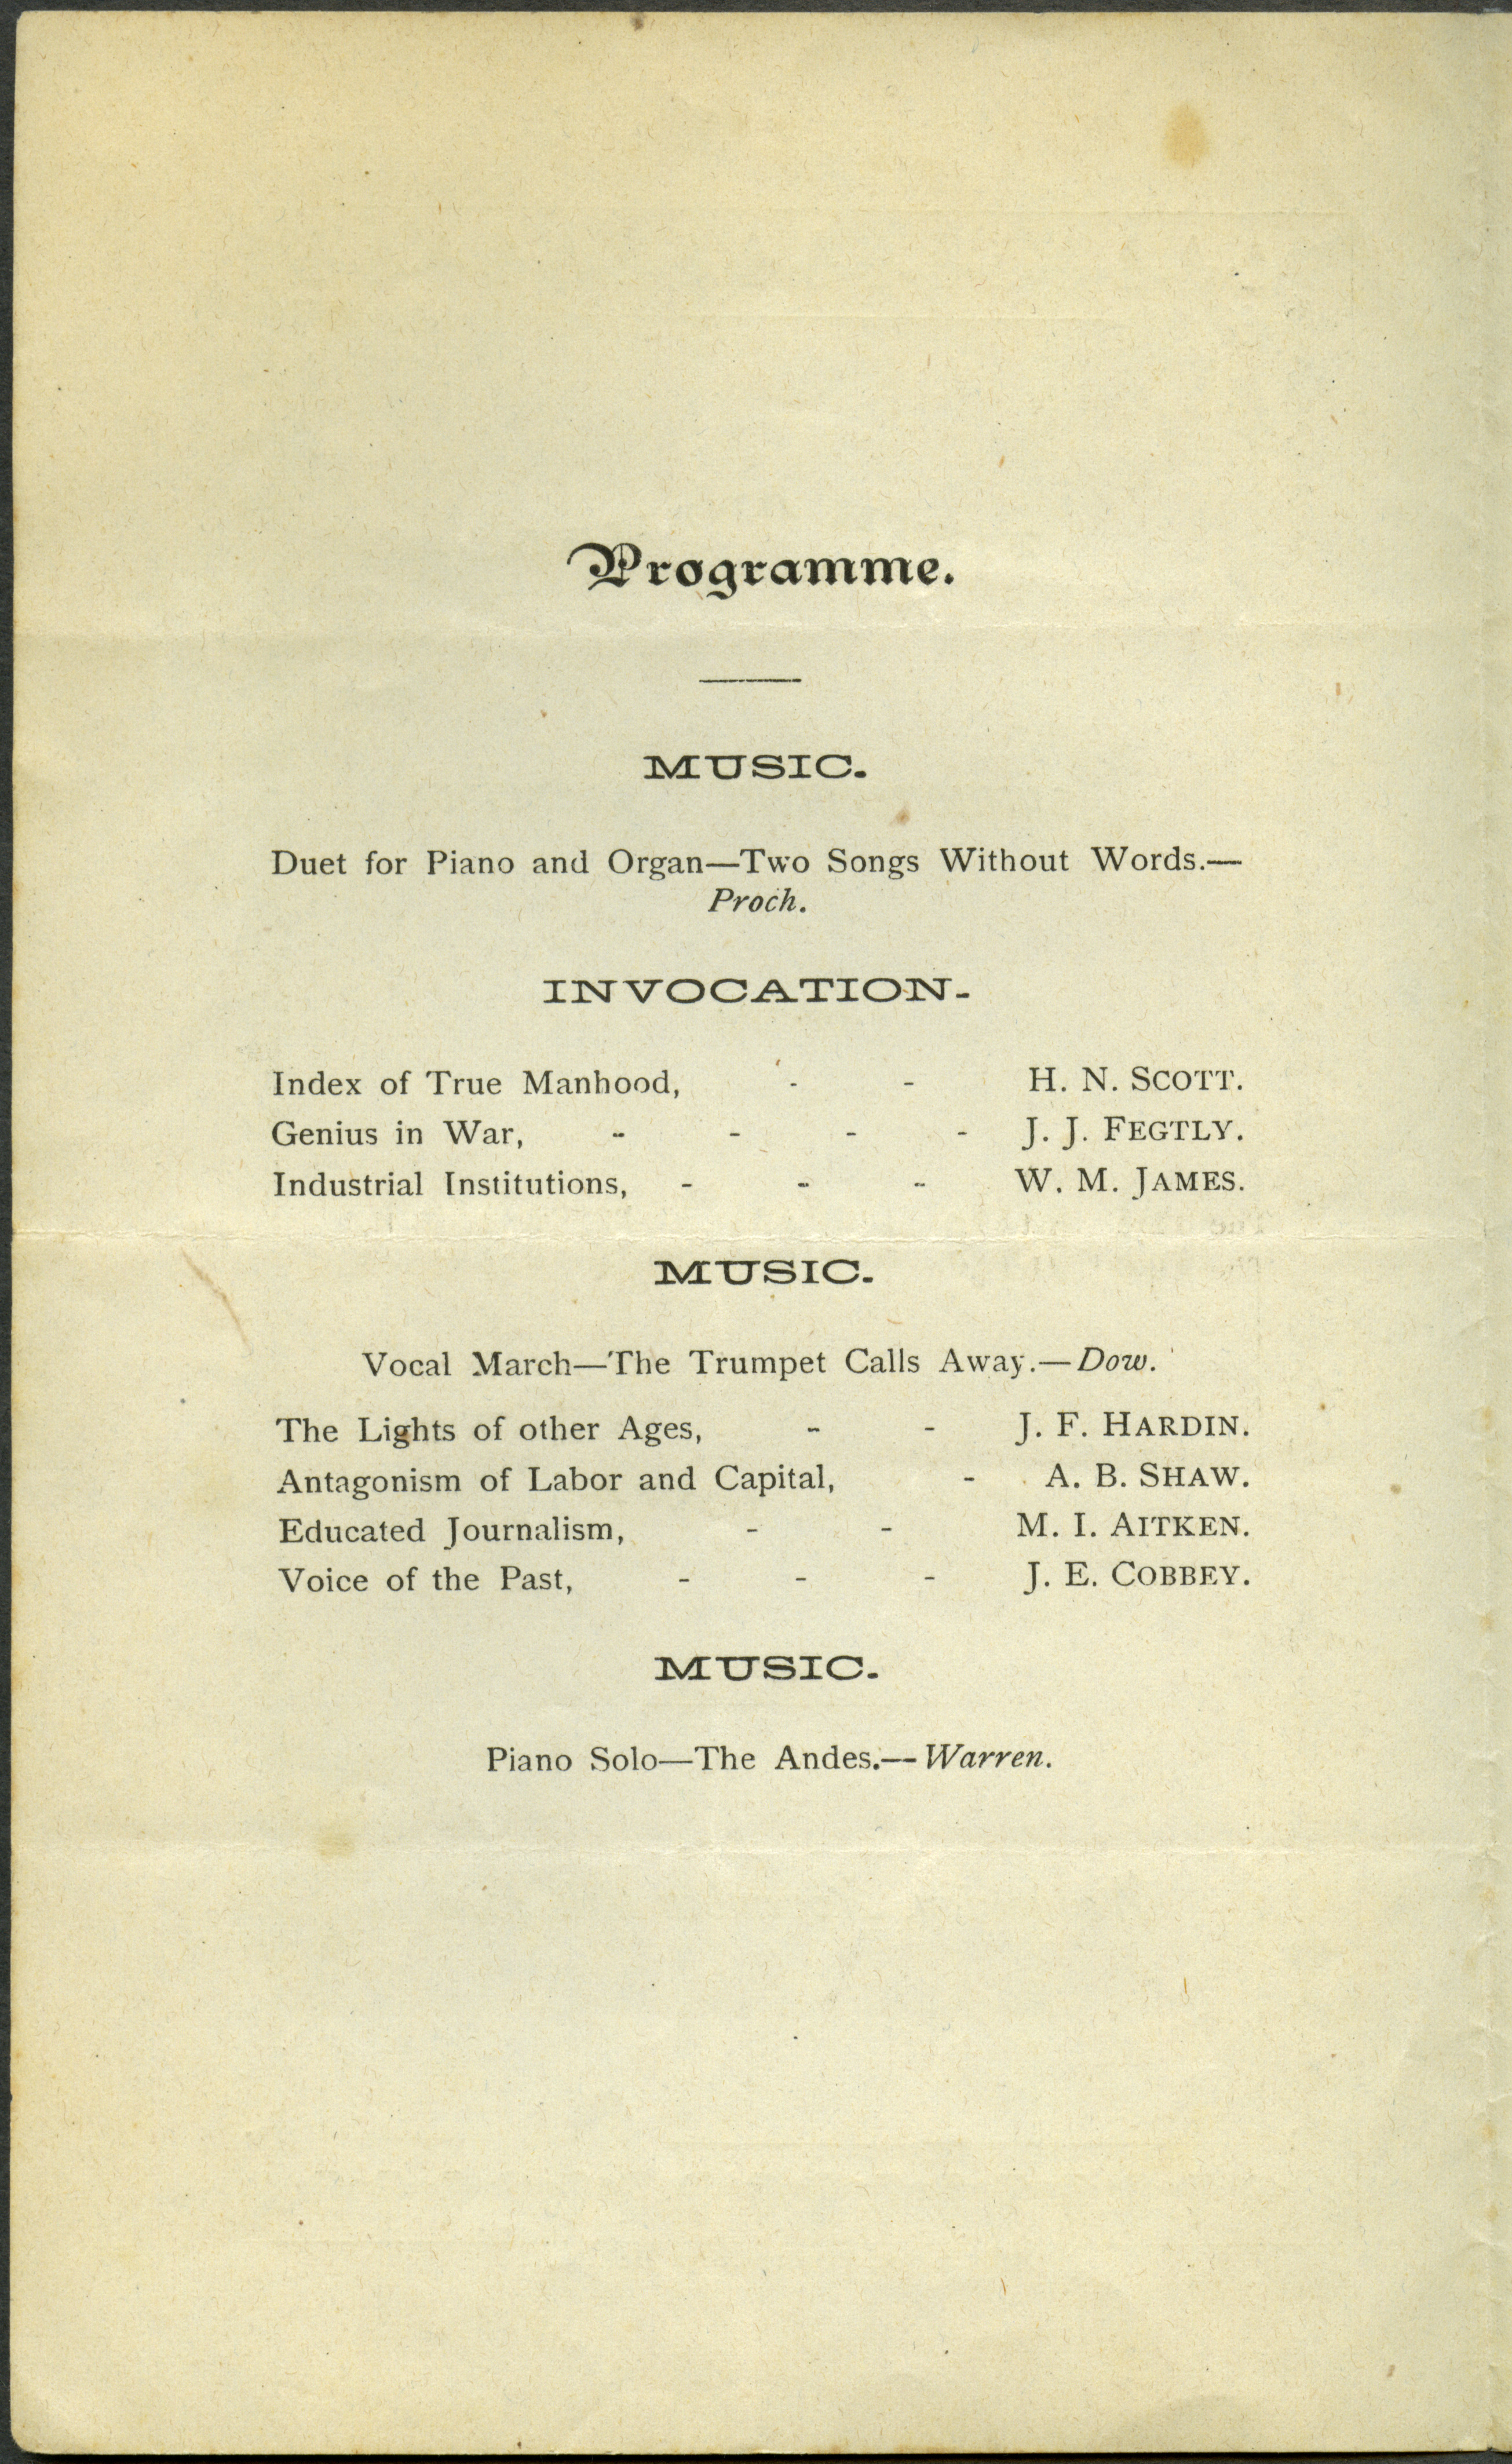 Programme.
MUSIC.
Duet for Piano and Organ—Two Songs Without Words.—
Proch.
INVOCATION.
Index of True Manhood, - - H. N. SCOTT.
Genius in War, - - - - J. J. FEGTLY.
Industrial Institutions, - - - W. M. JAMES.
MUSIC.
Vocal March—The Trumpet Calls Away.—Dow.
The Lights of other Ages, - - J. F. HARDIN.
Antagonism of Labor and Capital, - A. B. SHAW.
Educated Journalism, - - M. I. AITKEN.
Voice of the Past, - - - J. E. COBBEY.
MUSIC.
Piano Solo—The Andes.—Warren.